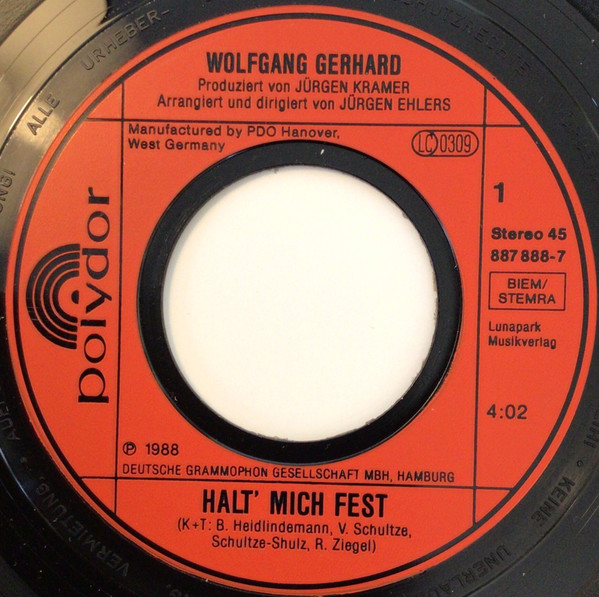 WOLFGANG GERHARD
Produziert von JÜRGEN KRAMER
Arrangiert und dirigiert von JÜRGEN EHLERS
Manufactured by PDO Hanover,
West Germany
LC 0309
1
Stereo 45
887 888-7
BIEM/
STEMRA
Lunapark
Musikverlag
4:02
polydor
℗ 1988
DEUTSCHE GRAMMOPHON GESELLSCHAFT MBH, HAMBURG
HALT' MICH FEST
(K+T: B. Heidlindemann, V. Schultze,
Schultze-Shulz, R. Ziegel)
ALLE URHEBER-
KEINE
VERMIETUNG